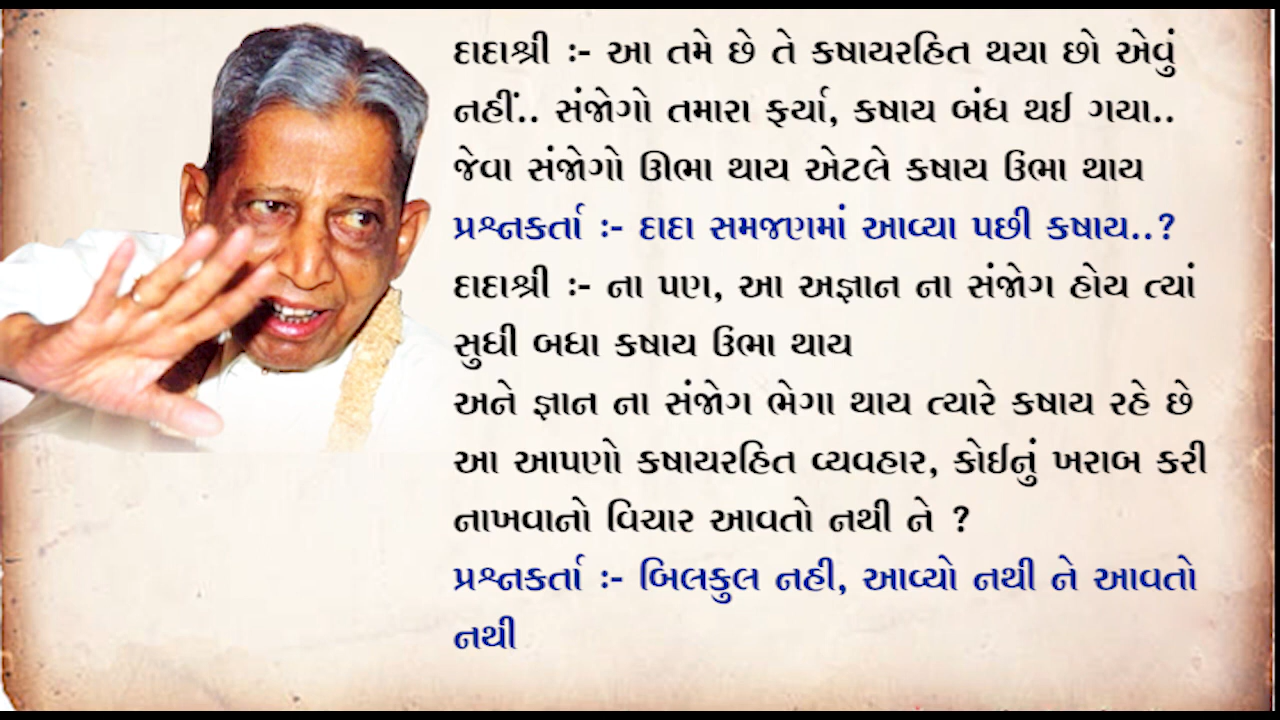 દાદાશ્રી :- આ તમે છે તે કષાયરહિત થયા છો એવું
નહીં.. સંજોગો તમારા ફર્યા, કષાય બંધ થઈ ગયા..
જેવા સંજોગો ઊભા થાય એટલે કષાય ઉભા થાય
પ્રશ્નકર્તા :- દાદા સમજણમાં આવ્યા પછી કષાય..?
દાદાશ્રી :- ના પણ, આ અજ્ઞાન ના સંજોગ હોય ત્યાં
સુધી બધા કષાય ઉભા થાય
અને જ્ઞાન ના સંજોગ ભેગા થાય ત્યારે કષાય રહે છે
આ આપણો કષાયરહિત વ્યવહાર, કોઈનું ખરાબ કરી
નાખવાનો વિચાર આવતો નથી ને ?
પ્રશ્નકર્તા :- બિલકુલ નહી, આવ્યો નથી ને આવતો
નથી